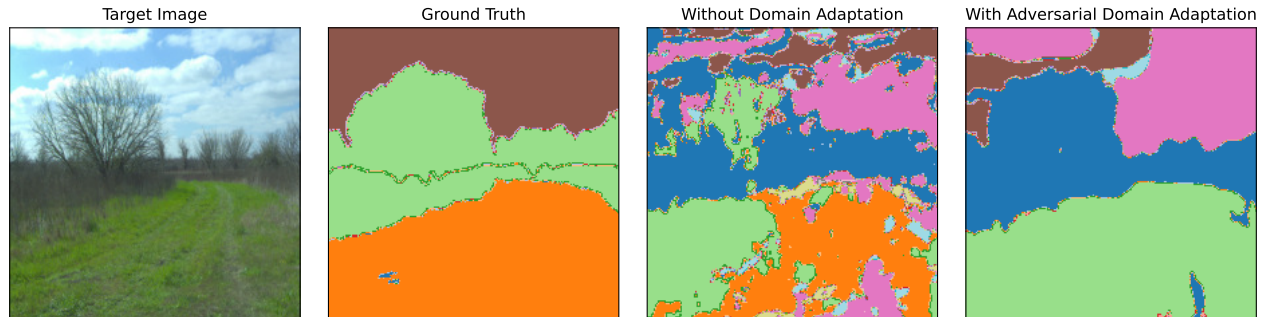 Target Image
Ground Truth
Without Domain Adaptation
With Adversarial Domain Adaptation